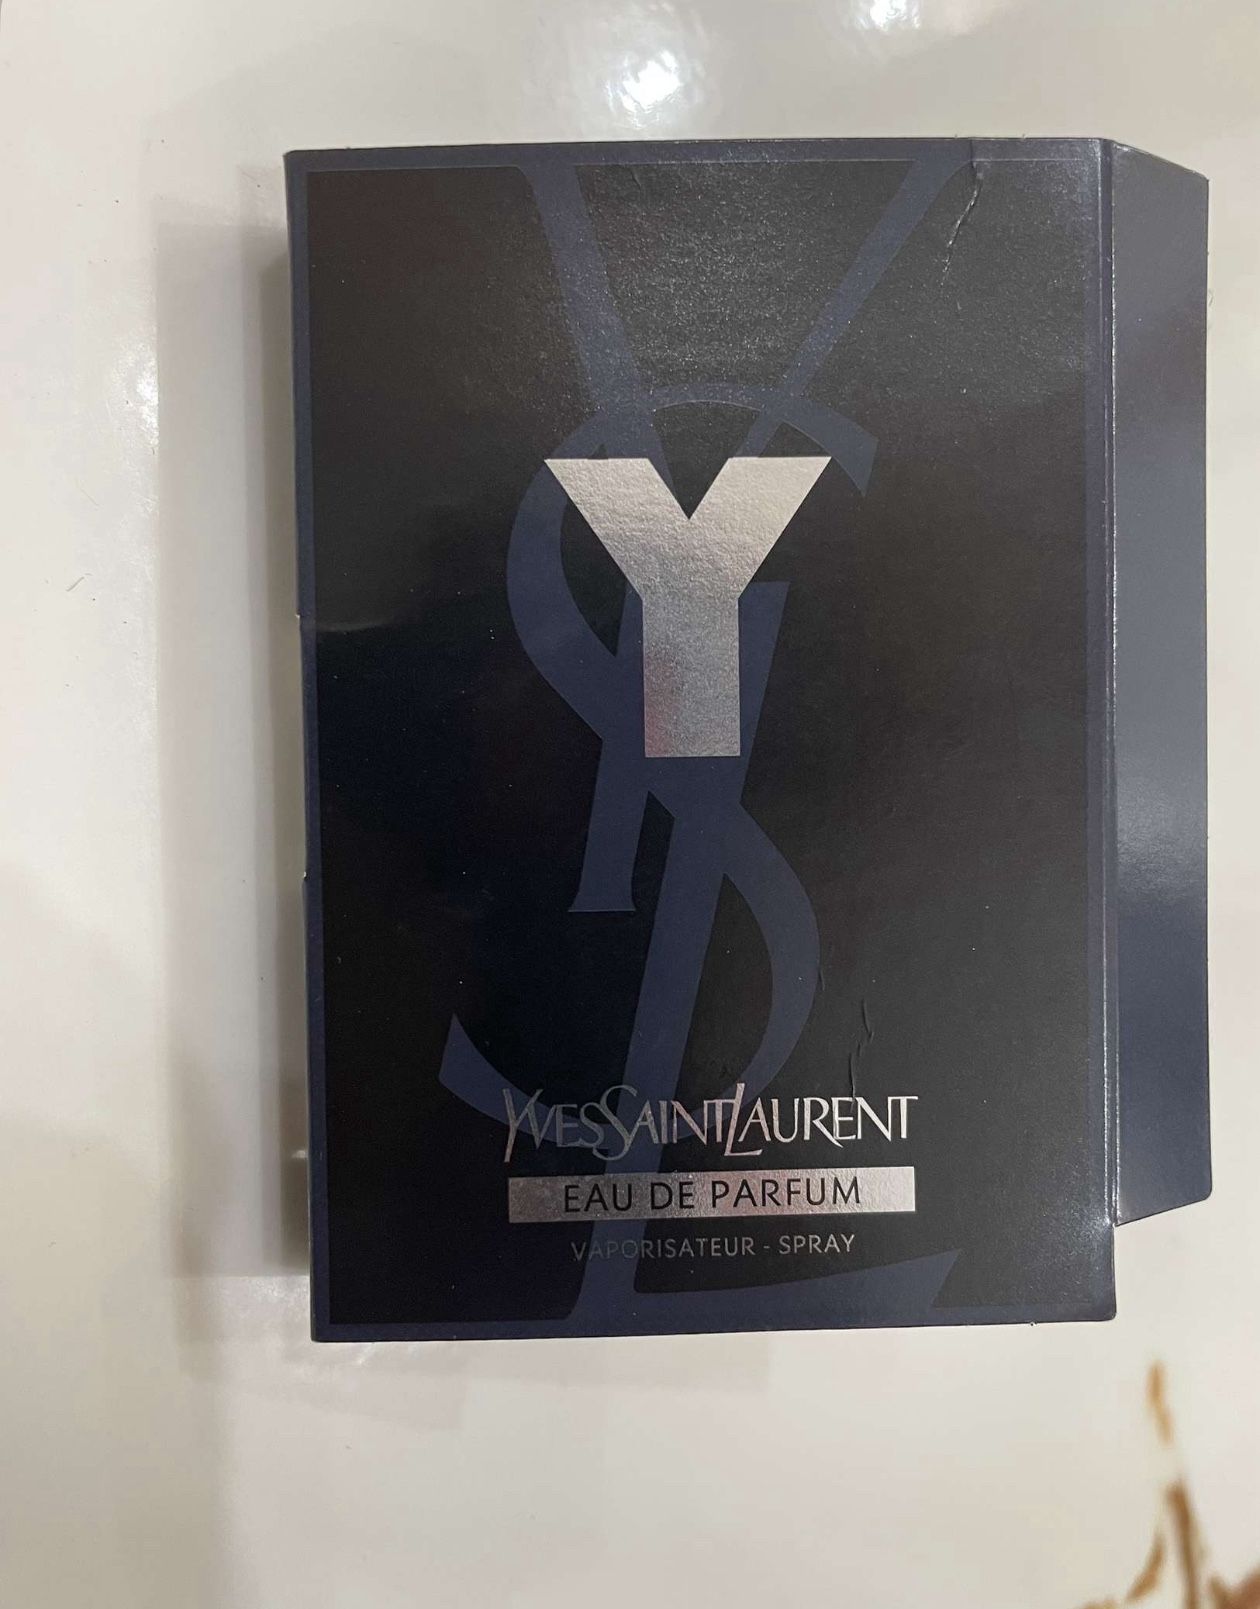 Y
YSL
YVESSAINTLAURENT
EAU DE PARFUM
VAPORISATEUR - SPRAY